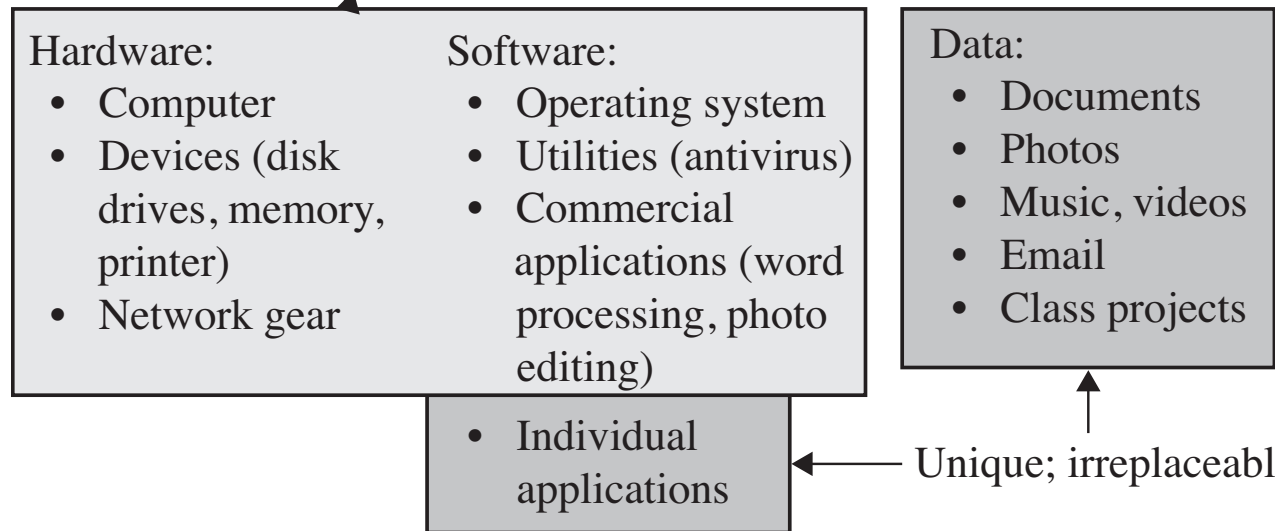 Hardware:
• Computer
• Devices (disk
drives, memory,
printer)
• Network gear
Software:
• Operating system
• Utilities (antivirus)
• Commercial
applications (word
processing, photo
editing)
• Individual
applications
Data:
• Documents
• Photos
• Music, videos
• Email
• Class projects
Unique; irreplaceabl